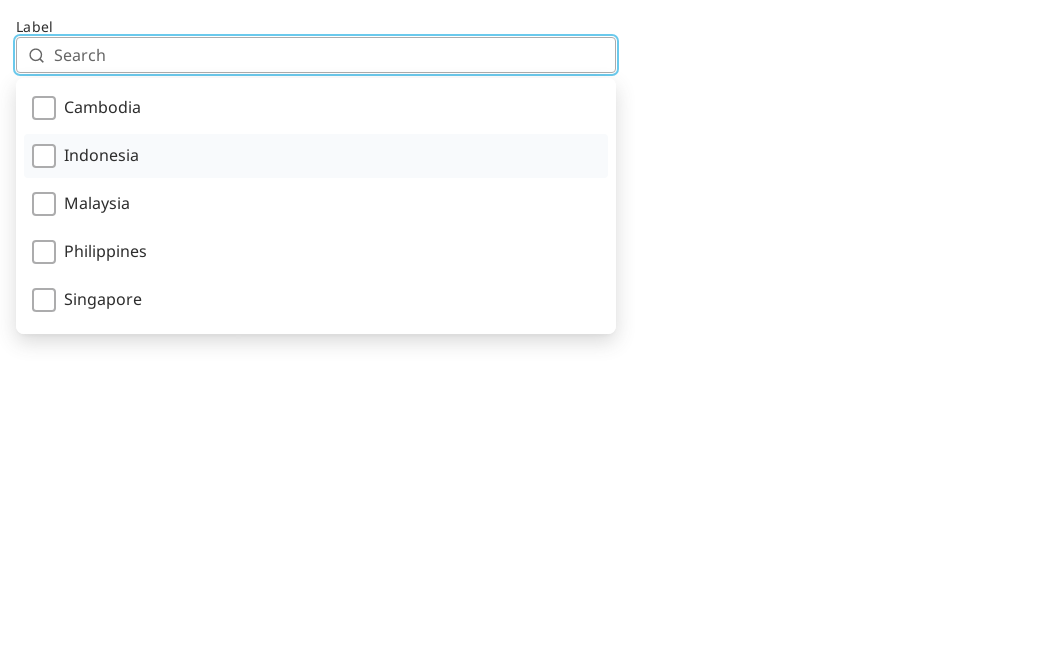 Label
Search
Cambodia
Indonesia
Malaysia
Philippines
Singapore